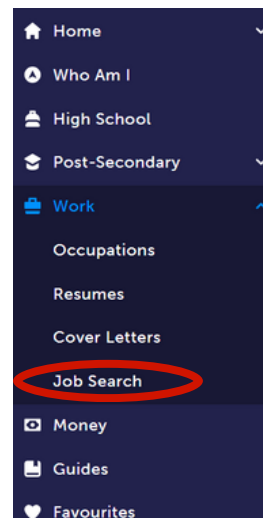 Home
Who Am I
High School
Post-Secondary
Work
Occupations
Resumes
Cover Letters
Job Search
Money
Guides
Favourites